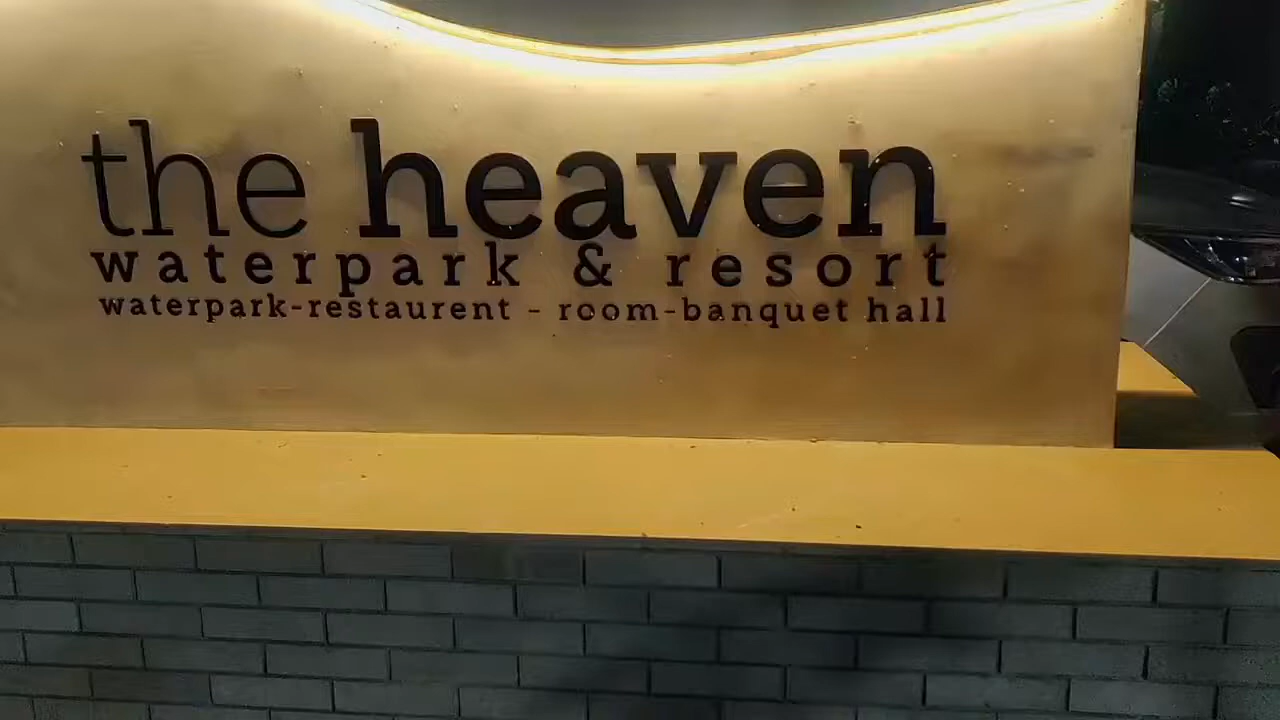 the heaven
waterpark & resort
waterpark-restaurent - room-banquet hall